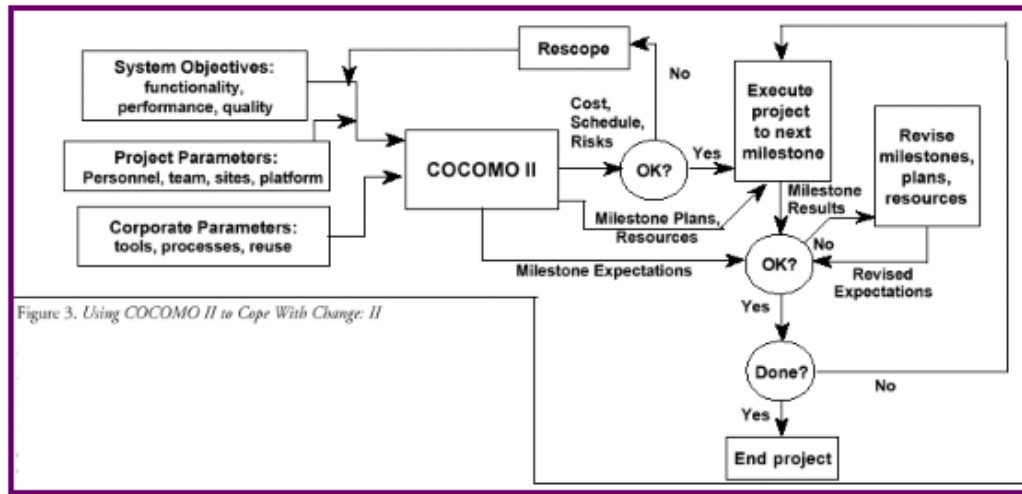 System Objectives:
functionality,
performance, quality
Project Parameters:
Personnel, team, sites, platform
Corporate Parameters:
tools, processes, reuse
Rescope
No
COCOMO II
Cost,
Schedule,
Risks
OK?
Yes
Execute
project
to next
milestone
Revise
milestones,
plans,
resources
Milestone Plans,
Resources
Milestone
Results
Milestone Expectations
OK?
No
Revised
Expectations
Yes
Done?
No
Yes
End project
Figure 3. Using COCOMO II to Cope With Change: II